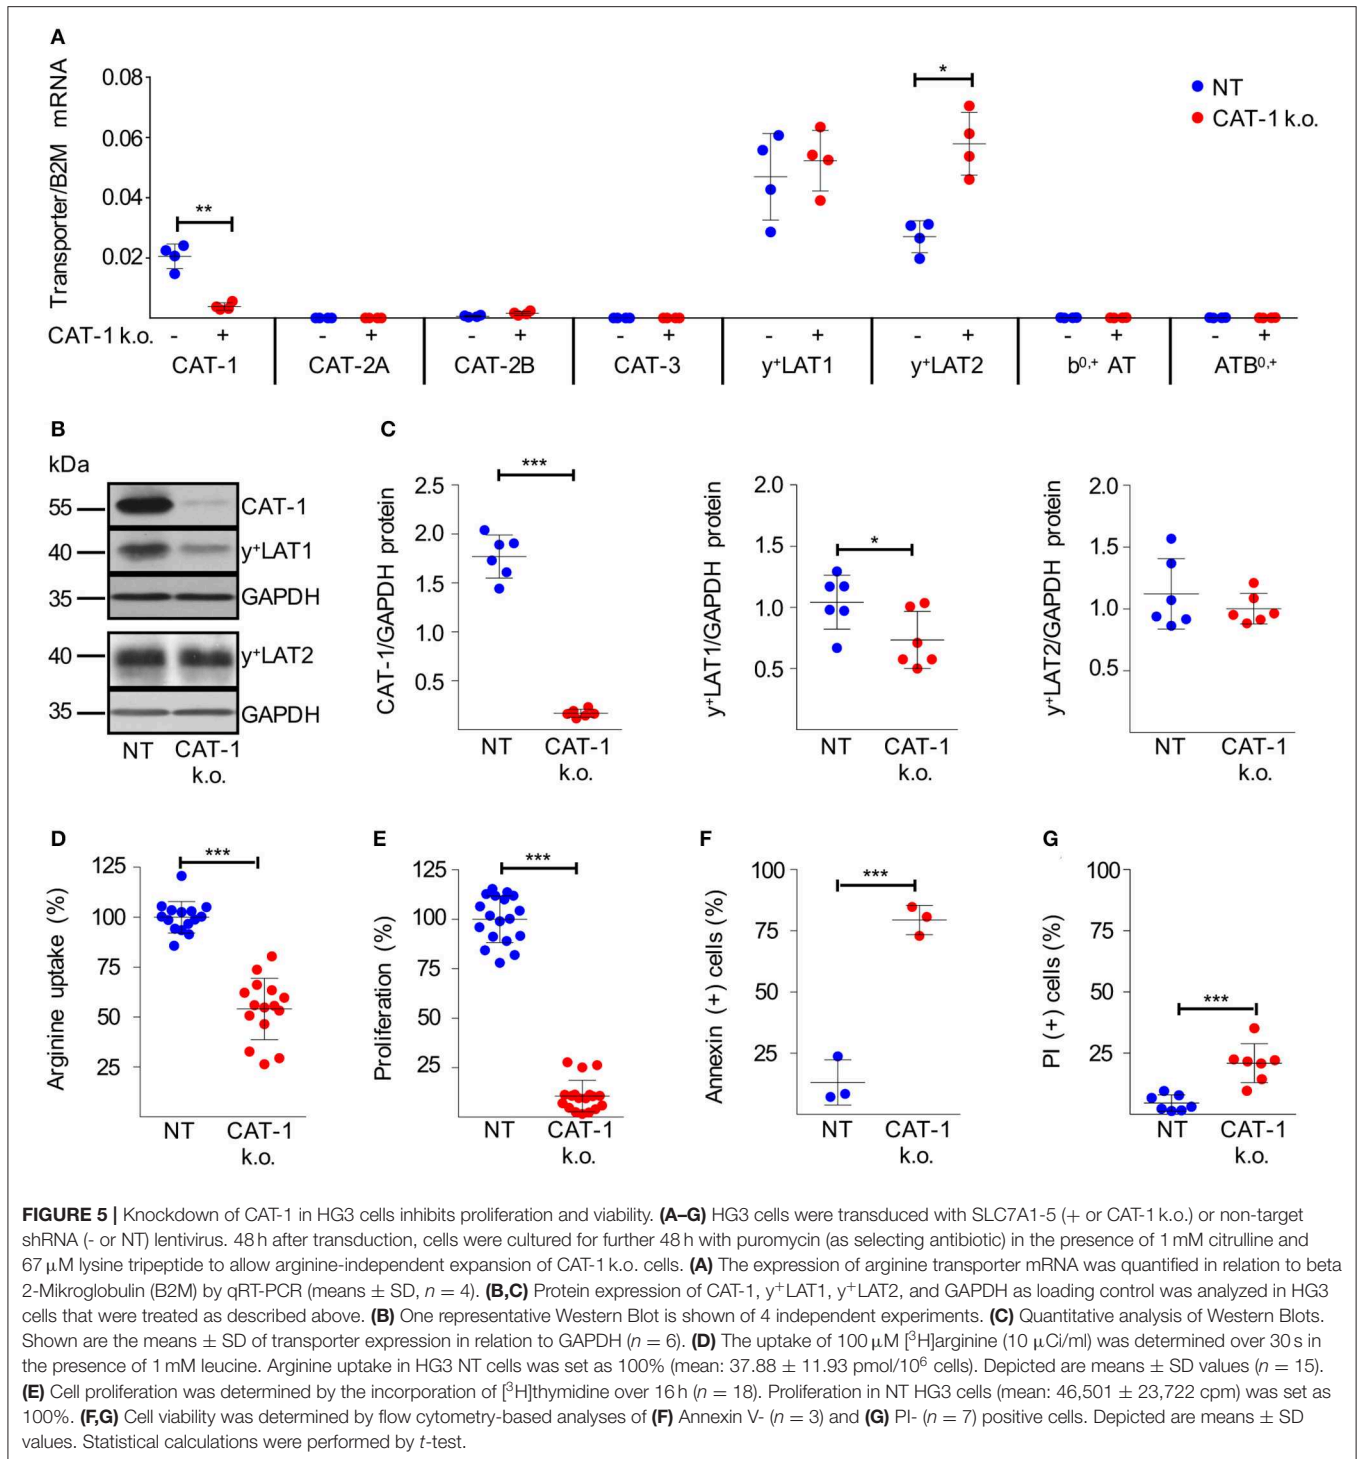 A
Transporter/B2M mRNA
0.08
0.06
0.04
0.02
**
*
NT
CAT-1 k.o.
CAT-1 k.o. - + - + - + - + - + - + - + - +
CAT-1 CAT-2A CAT-2B CAT-3 y⁺LAT1 y⁺LAT2 b⁰,⁺ AT ATB⁰,⁺
B
kDa
55 CAT-1
40 y⁺LAT1
35 GAPDH
40 y⁺LAT2
35 GAPDH
NT CAT-1
k.o.
C
CAT-1/GAPDH protein
2.5
2.0
1.5
1.0
0.5
***
NT CAT-1
k.o.
y⁺LAT1/GAPDH protein
2.0
1.5
1.0
0.5
*
NT CAT-1
k.o.
y⁺LAT2/GAPDH protein
2.0
1.5
1.0
0.5
NT CAT-1
k.o.
D
Arginine uptake (%)
125
100
75
50
25
***
NT CAT-1
k.o.
E
Proliferation (%)
125
100
75
50
25
***
NT CAT-1
k.o.
F
Annexin (+) cells (%)
100
75
50
25
***
NT CAT-1
k.o.
G
PI (+) cells (%)
100
75
50
25
***
NT CAT-1
k.o.
FIGURE 5 | Knockdown of CAT-1 in HG3 cells inhibits proliferation and viability. (A–G) HG3 cells were transduced with SLC7A1-5 (+ or CAT-1 k.o.) or non-target
shRNA (- or NT) lentivirus. 48 h after transduction, cells were cultured for further 48 h with puromycin (as selecting antibiotic) in the presence of 1 mM citrulline and
67 μM lysine tripeptide to allow arginine-independent expansion of CAT-1 k.o. cells. (A) The expression of arginine transporter mRNA was quantified in relation to beta
2-Mikroglobulin (B2M) by qRT-PCR (means ± SD, n = 4). (B,C) Protein expression of CAT-1, y⁺LAT1, y⁺LAT2, and GAPDH as loading control was analyzed in HG3
cells that were treated as described above. (B) One representative Western Blot is shown of 4 independent experiments. (C) Quantitative analysis of Western Blots.
Shown are the means ± SD of transporter expression in relation to GAPDH (n = 6). (D) The uptake of 100 μM [³H]arginine (10 μCi/ml) was determined over 30 s in
the presence of 1 mM leucine. Arginine uptake in HG3 NT cells was set as 100% (mean: 37.88 ± 11.93 pmol/10⁶ cells). Depicted are means ± SD values (n = 15).
(E) Cell proliferation was determined by the incorporation of [³H]thymidine over 16 h (n = 18). Proliferation in NT HG3 cells (mean: 46,501 ± 23,722 cpm) was set as
100%. (F,G) Cell viability was determined by flow cytometry-based analyses of (F) Annexin V- (n = 3) and (G) PI- (n = 7) positive cells. Depicted are means ± SD
values. Statistical calculations were performed by t-test.